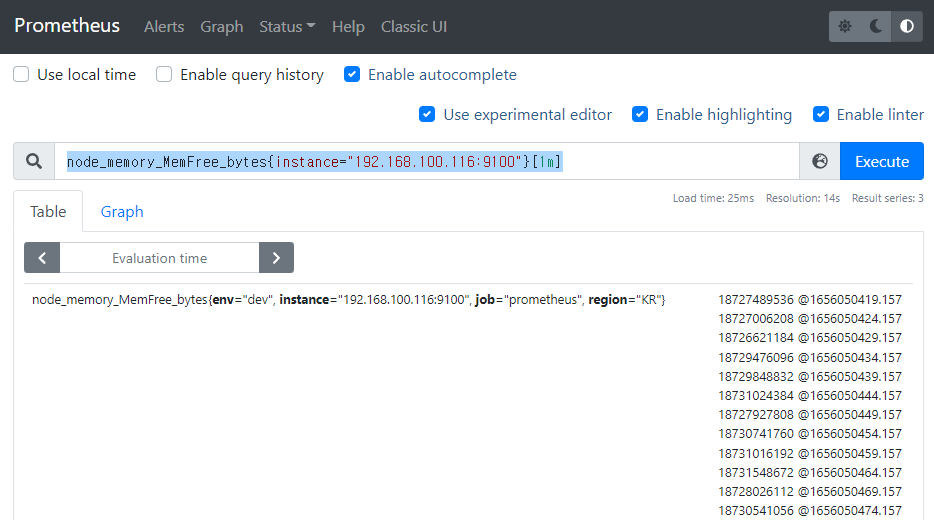 Prometheus Alerts Graph Status Help Classic UI
Use local time Enable query history Enable autocomplete
Use experimental editor Enable highlighting Enable linter
node_memory_MemFree_bytes{instance="192.168.100.116:9100"}[1m] Execute
Load time: 25ms Resolution: 14s Result series: 3
Table Graph
Evaluation time
node_memory_MemFree_bytes{env="dev", instance="192.168.100.116:9100", job="prometheus", region="KR"} 18727489536 @1656050419.157
18727006208 @1656050424.157
18726621184 @1656050429.157
18729476096 @1656050434.157
18729848832 @1656050439.157
18731024384 @1656050444.157
18727927808 @1656050449.157
18730741760 @1656050454.157
18731016192 @1656050459.157
18731548672 @1656050464.157
18728026112 @1656050469.157
18730541056 @1656050474.157